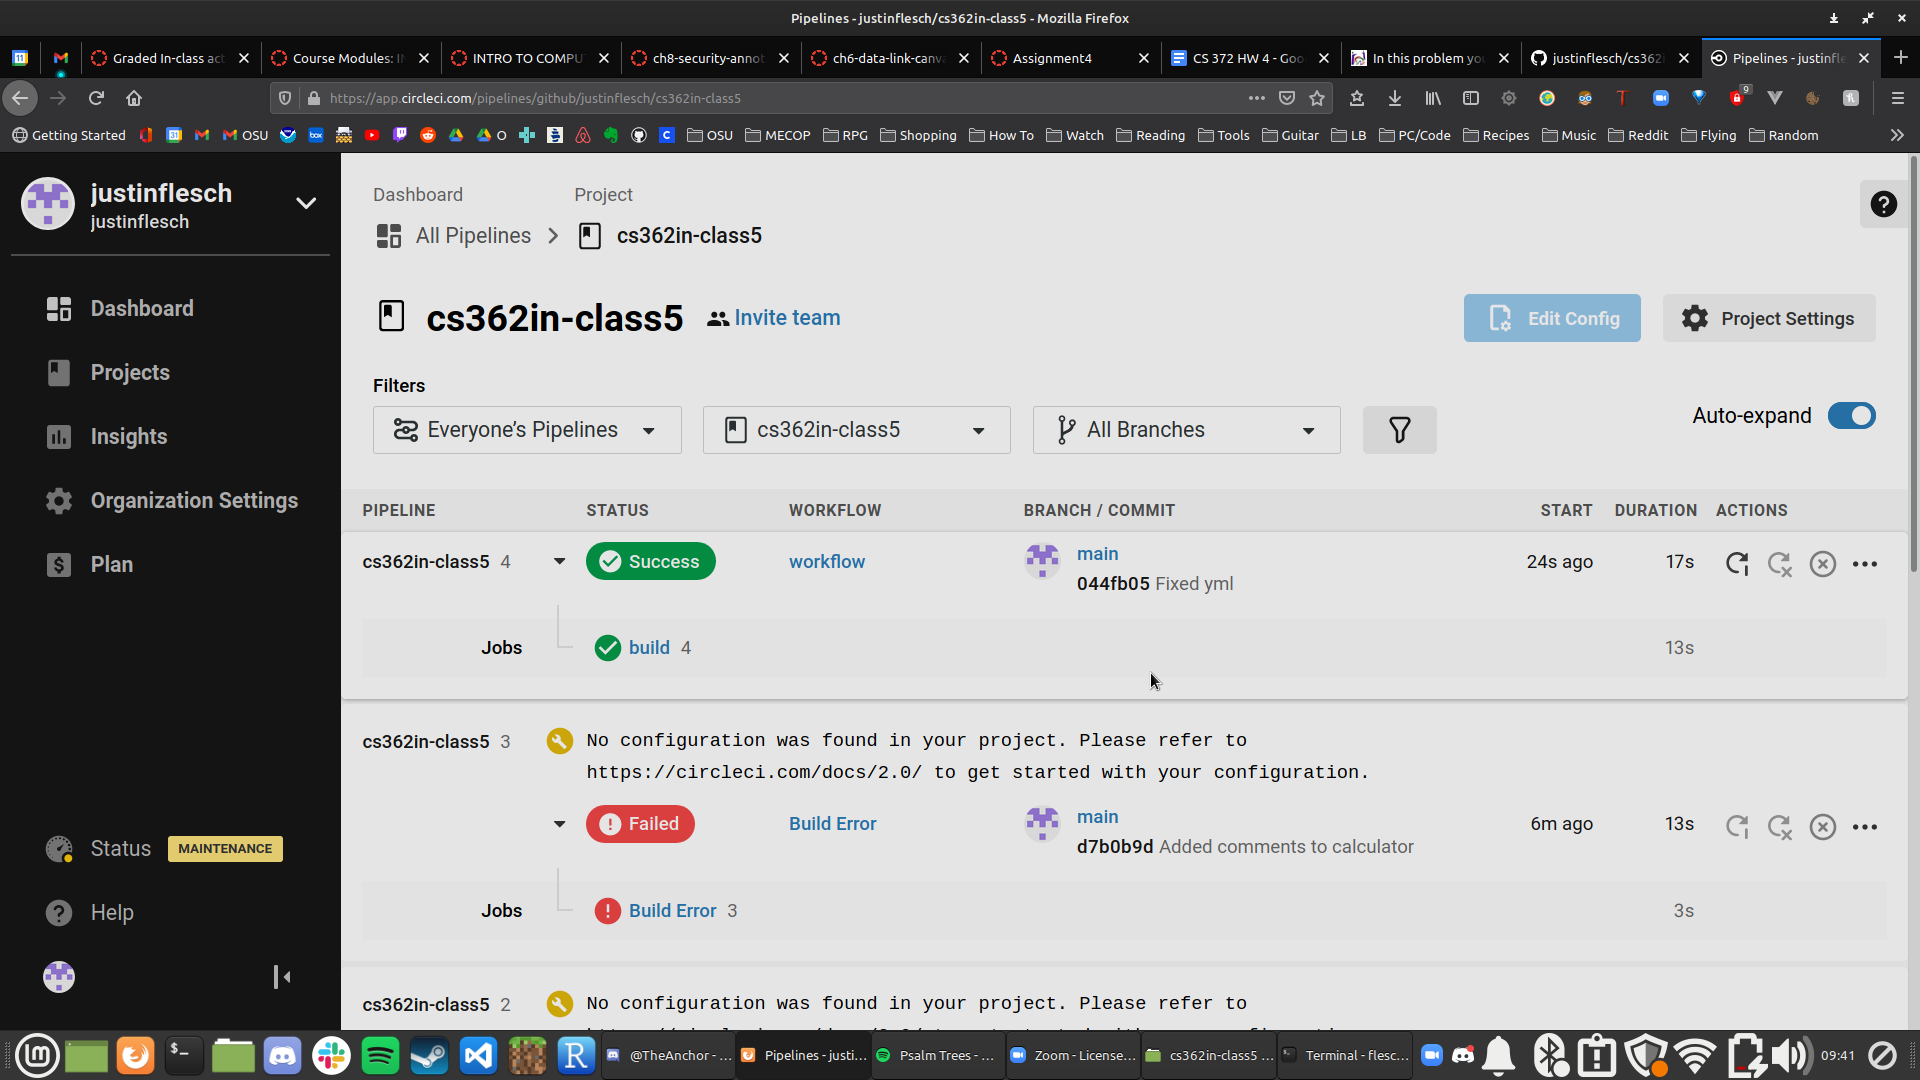 Pipelines - justinflesch/cs362in-class5 - Mozilla Firefox
Graded In-class act
Course Modules: I
INTRO TO COMPU
ch8-security-annot
ch6-data-link-canv
Assignment4
CS 372 HW 4 - Goo
In this problem yo
justinflesch/cs362i
Pipelines - justinfle
https://app.circleci.com/pipelines/github/justinflesch/cs362in-class5
9
Getting Started
OSU
O
OSU
MECOP
RPG
Shopping
How To
Watch
Reading
Tools
Guitar
LB
PC/Code
Recipes
Music
Reddit
Flying
Random
justinflesch
justinflesch
Dashboard
Projects
Insights
Organization Settings
Plan
Status MAINTENANCE
Help
Dashboard
Project
All Pipelines
cs362in-class5
cs362in-class5
Invite team
Edit Config
Project Settings
Filters
Everyone's Pipelines
cs362in-class5
All Branches
Auto-expand
PIPELINE STATUS WORKFLOW BRANCH / COMMIT START DURATION ACTIONS
cs362in-class5 4 Success workflow main 24s ago 17s
044fb05 Fixed yml
Jobs build 4 13s
cs362in-class5 3 No configuration was found in your project. Please refer to
https://circleci.com/docs/2.0/ to get started with your configuration.
Failed Build Error main 6m ago 13s
d7b0b9d Added comments to calculator
Jobs Build Error 3 3s
cs362in-class5 2 No configuration was found in your project. Please refer to
@TheAnchor - ...
Pipelines - justi...
Psalm Trees - ...
Zoom - License...
cs362in-class5 ...
Terminal - flesc...
09:41